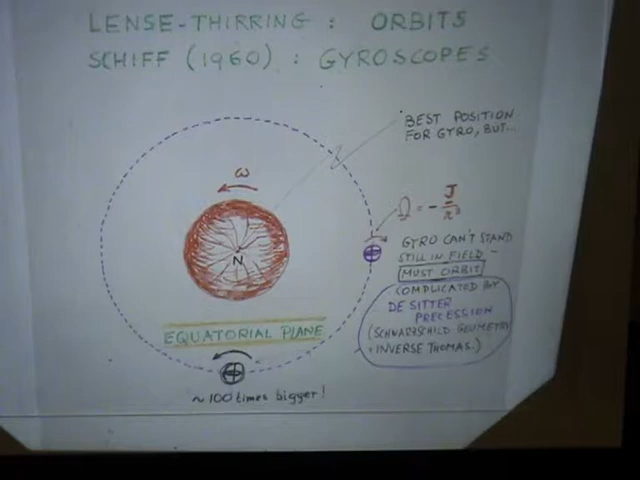 LENSE-THIRRING : ORBITS
SCHIFF (1960) : GYROSCOPES
BEST POSITION
FOR GYRO, BUT...
ω
Ω = - J/r³
GYRO CAN'T STAND
STILL IN FIELD -
MUST ORBIT
N
COMPLICATED BY
DE SITTER
PRECESSION
(SCHWARZSCHILD GEOMETRY
+ INVERSE THOMAS.)
EQUATORIAL PLANE
~ 100 times bigger!